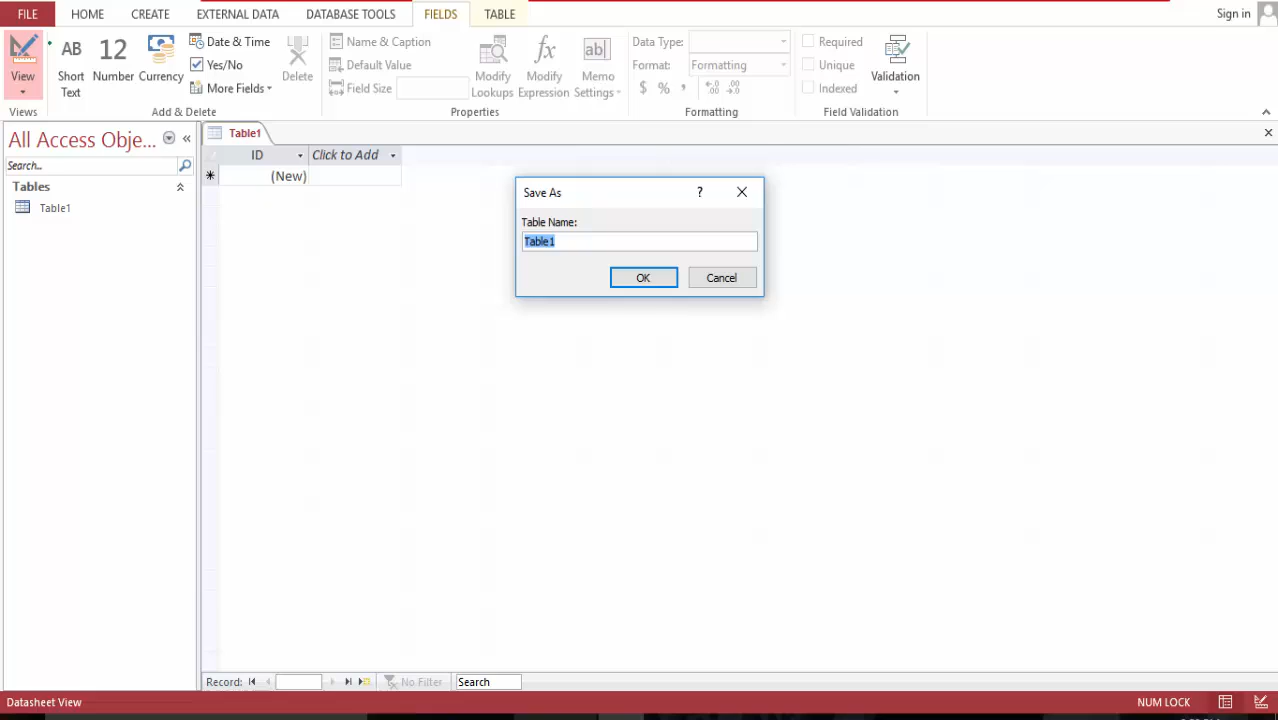 FILE HOME CREATE EXTERNAL DATA DATABASE TOOLS FIELDS TABLE Sign in
View
Views
AB
Short
Text
12
Number
Currency
Date & Time
Yes/No
More Fields
Delete
Add & Delete
Name & Caption
Default Value
Field Size
Modify
Lookups
fx
Modify
Expression
ab|
Memo
Settings
Properties
Data Type:
Format: Formatting
$ % , .00 .00
Formatting
Required
Unique
Indexed
Validation
Field Validation
All Access Obje...
Search...
Tables
Table1
Table1
ID Click to Add
(New)
Save As ?
Table Name:
Table1
OK Cancel
Record: No Filter Search
Datasheet View NUM LOCK